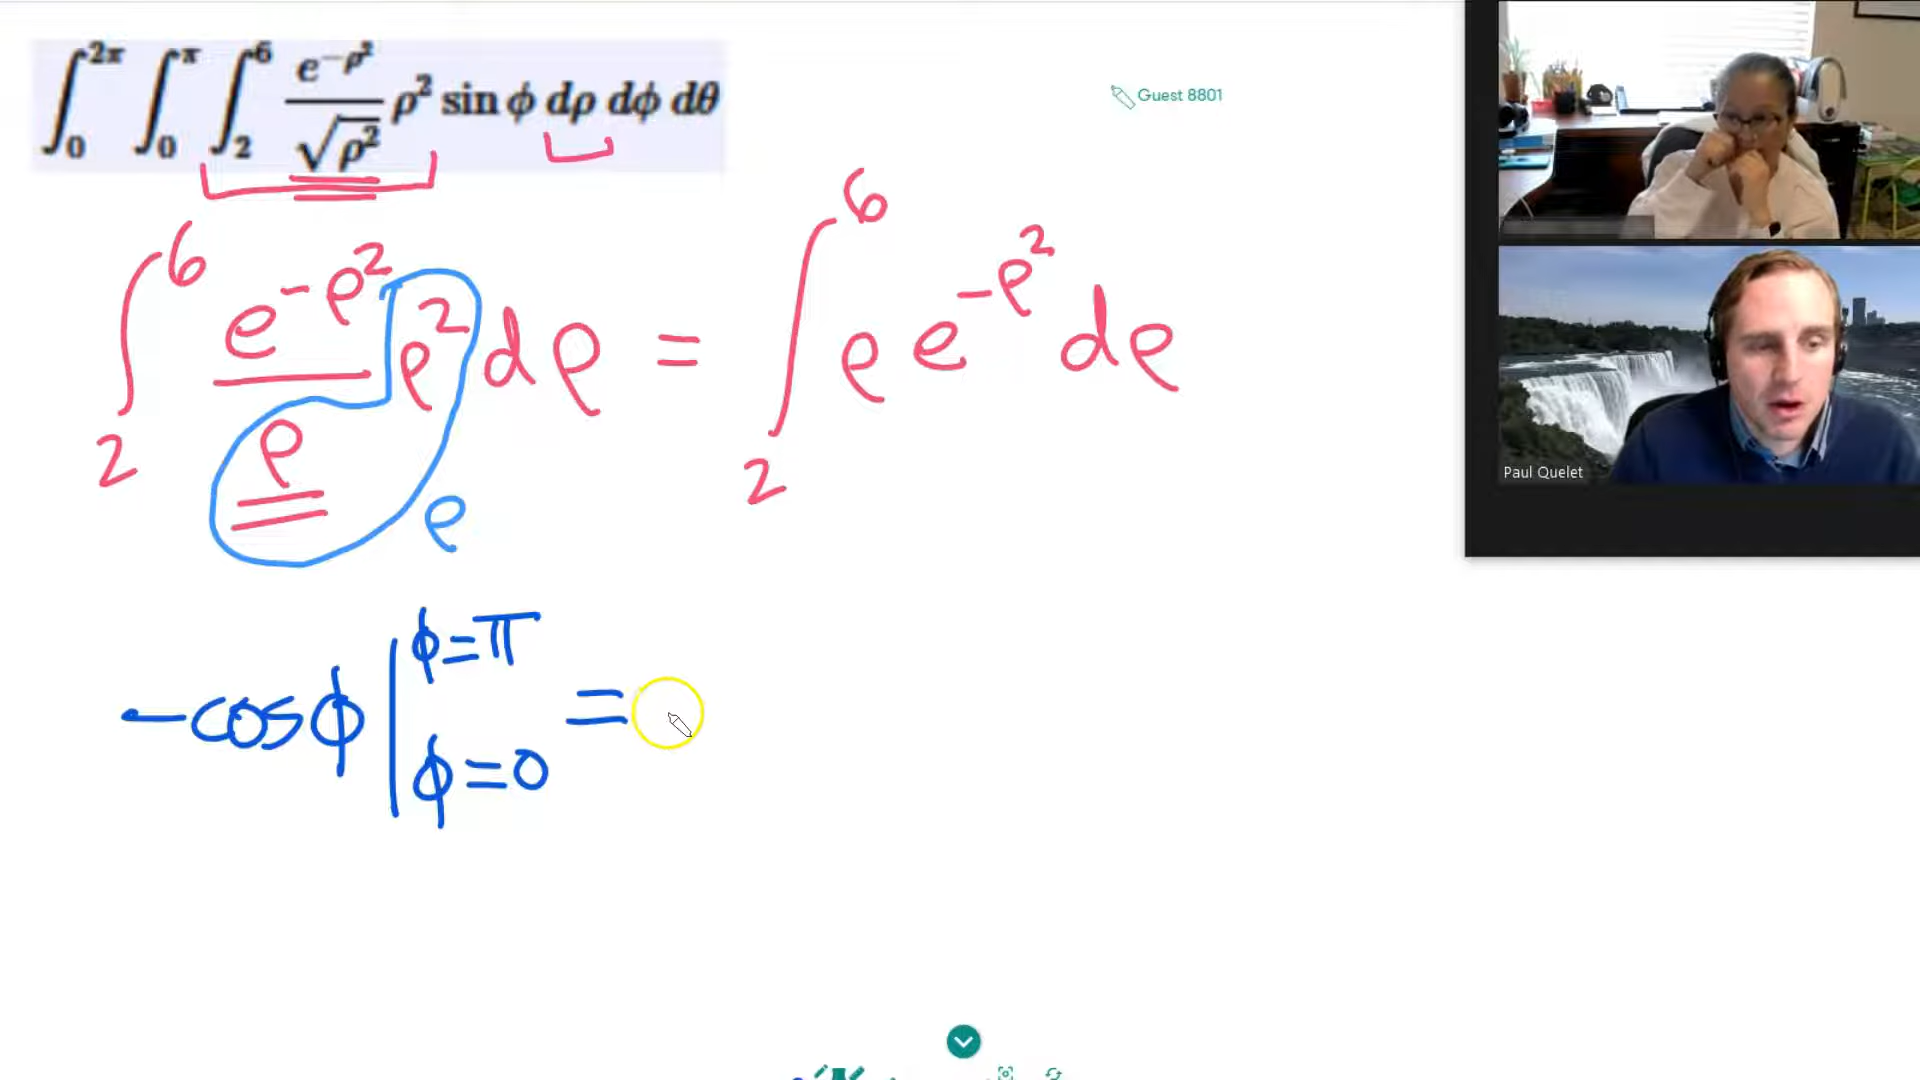 ∫₀^{2π} ∫₀^{π} ∫₂^{6} e^{-ρ²}/√(ρ²) ρ² sin ϕ dρ dϕ dθ
Guest 8801
∫₂^{6} e^{-ρ²}/ρ ρ² dρ = ∫₂^{6} ρ e^{-ρ²} dρ
ρ
-cosϕ |_{ϕ=0}^{ϕ=π} =
Paul Quelet